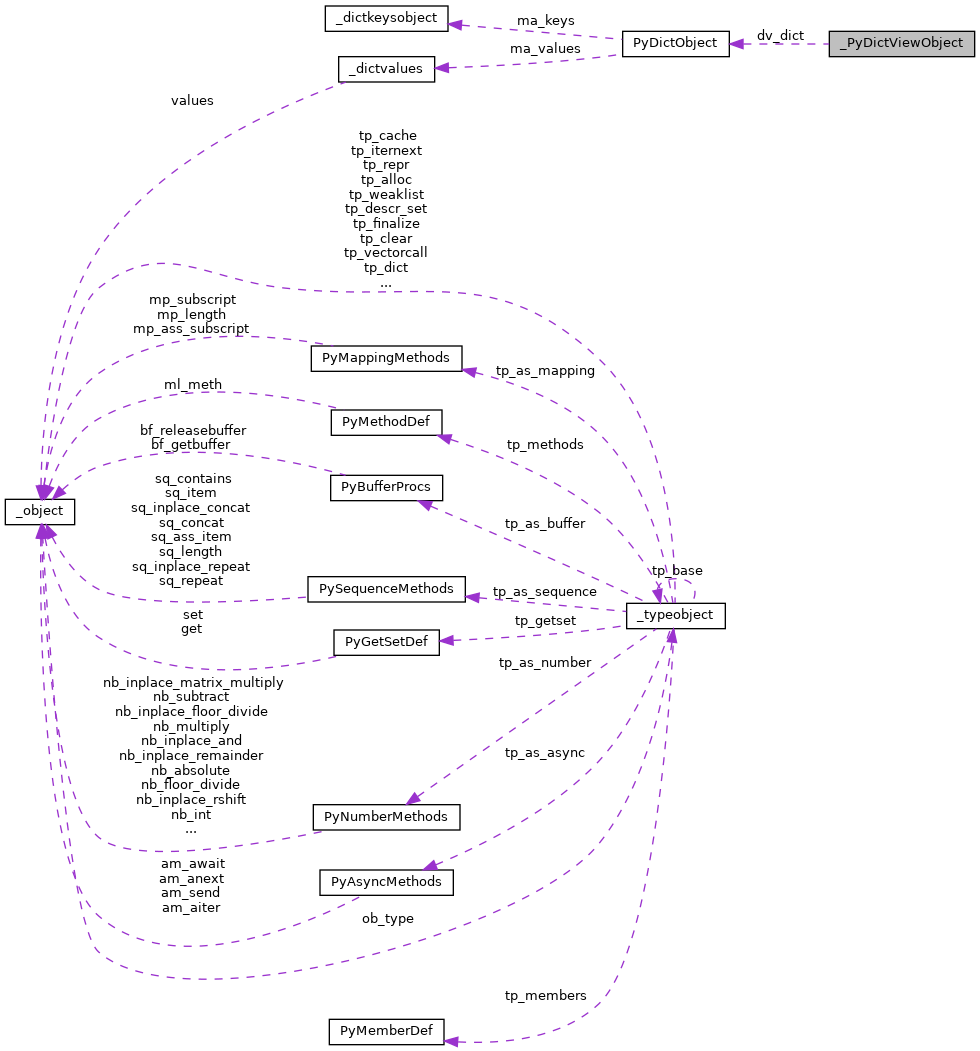 _dictkeysobject
ma_keys
PyDictObject
dv_dict
_PyDictViewObject
ma_values
_dictvalues
values
tp_cache
tp_iternext
tp_repr
tp_alloc
tp_weaklist
tp_descr_set
tp_finalize
tp_clear
tp_vectorcall
tp_dict
...
mp_subscript
mp_length
mp_ass_subscript
PyMappingMethods
tp_as_mapping
ml_meth
PyMethodDef
tp_methods
bf_releasebuffer
bf_getbuffer
PyBufferProcs
tp_as_buffer
_object
sq_contains
sq_item
sq_inplace_concat
sq_concat
sq_ass_item
sq_length
sq_inplace_repeat
sq_repeat
PySequenceMethods
tp_as_sequence
tp_base
_typeobject
set
get
PyGetSetDef
tp_getset
tp_as_number
nb_inplace_matrix_multiply
nb_subtract
nb_inplace_floor_divide
nb_multiply
nb_inplace_and
nb_inplace_remainder
nb_absolute
nb_floor_divide
nb_inplace_rshift
nb_int
...
PyNumberMethods
tp_as_async
am_await
am_anext
am_send
am_aiter
PyAsyncMethods
ob_type
tp_members
PyMemberDef